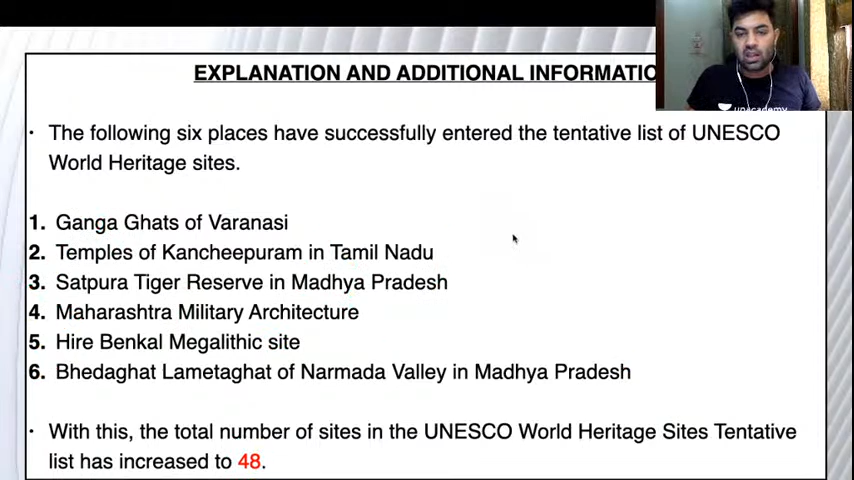 EXPLANATION AND ADDITIONAL INFORMATIO
unacademy
· The following six places have successfully entered the tentative list of UNESCO
World Heritage sites.
1. Ganga Ghats of Varanasi
2. Temples of Kancheepuram in Tamil Nadu
3. Satpura Tiger Reserve in Madhya Pradesh
4. Maharashtra Military Architecture
5. Hire Benkal Megalithic site
6. Bhedaghat Lametaghat of Narmada Valley in Madhya Pradesh
· With this, the total number of sites in the UNESCO World Heritage Sites Tentative
list has increased to 48.